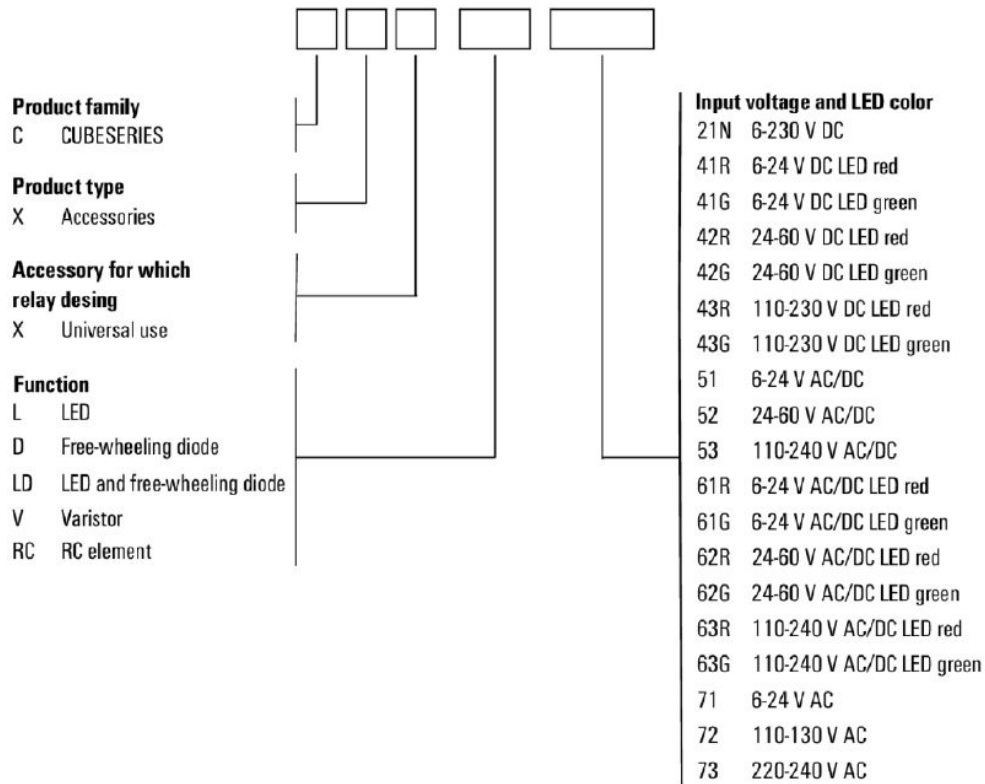 Product family
C CUBESERIES
Product type
X Accessories
Accessory for which
relay desing
X Universal use
Function
L LED
D Free-wheeling diode
LD LED and free-wheeling diode
V Varistor
RC RC element
Input voltage and LED color
21N 6-230 V DC
41R 6-24 V DC LED red
41G 6-24 V DC LED green
42R 24-60 V DC LED red
42G 24-60 V DC LED green
43R 110-230 V DC LED red
43G 110-230 V DC LED green
51 6-24 V AC/DC
52 24-60 V AC/DC
53 110-240 V AC/DC
61R 6-24 V AC/DC LED red
61G 6-24 V AC/DC LED green
62R 24-60 V AC/DC LED red
62G 24-60 V AC/DC LED green
63R 110-240 V AC/DC LED red
63G 110-240 V AC/DC LED green
71 6-24 V AC
72 110-130 V AC
73 220-240 V AC